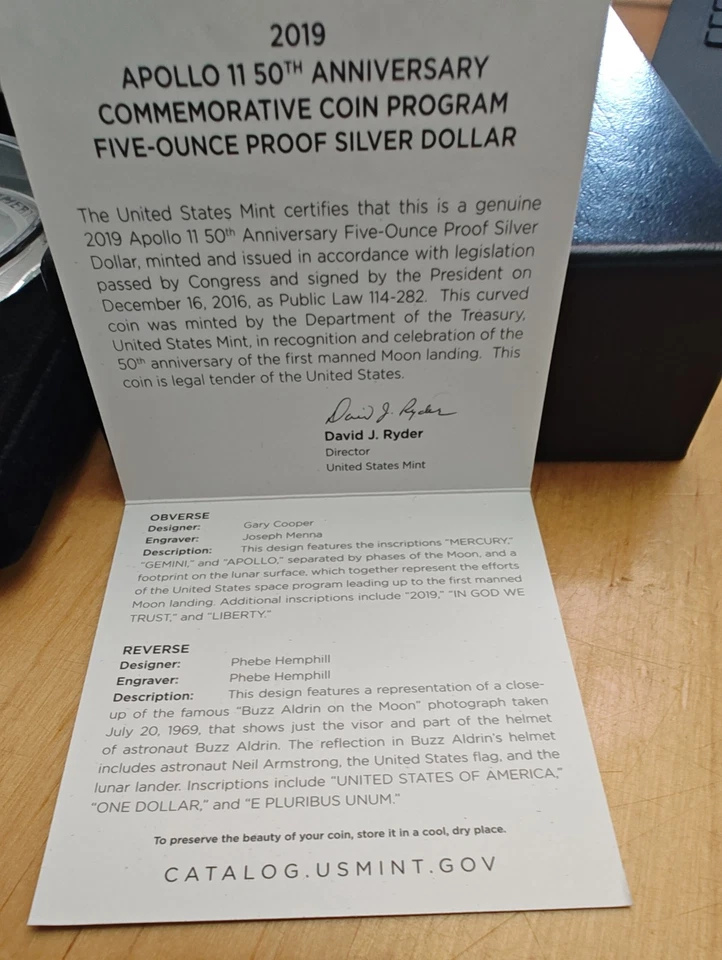 2019
APOLLO 11 50TH ANNIVERSARY
COMMEMORATIVE COIN PROGRAM
FIVE-OUNCE PROOF SILVER DOLLAR
The United States Mint certifies that this is a genuine
2019 Apollo 11 50th Anniversary Five-Ounce Proof Silver
Dollar, minted and issued in accordance with legislation
passed by Congress and signed by the President on
December 16, 2016, as Public Law 114-282. This curved
coin was minted by the Department of the Treasury,
United States Mint, in recognition and celebration of the
50th anniversary of the first manned Moon landing. This
coin is legal tender of the United States.
David J. Ryder
David J. Ryder
Director
United States Mint
OBVERSE
Designer: Gary Cooper
Engraver: Joseph Menna
Description: This design features the inscriptions “MERCURY,”
“GEMINI,” and “APOLLO,” separated by phases of the Moon, and a
footprint on the lunar surface, which together represent the efforts
of the United States space program leading up to the first manned
Moon landing. Additional inscriptions include “2019,” “IN GOD WE
TRUST,” and “LIBERTY.”
REVERSE
Designer: Phebe Hemphill
Engraver: Phebe Hemphill
Description: This design features a representation of a close-
up of the famous “Buzz Aldrin on the Moon” photograph taken
July 20, 1969, that shows just the visor and part of the helmet
of astronaut Buzz Aldrin. The reflection in Buzz Aldrin’s helmet
includes astronaut Neil Armstrong, the United States flag, and the
lunar lander. Inscriptions include “UNITED STATES OF AMERICA,”
“ONE DOLLAR,” and “E PLURIBUS UNUM.”
To preserve the beauty of your coin, store it in a cool, dry place.
CATALOG.USMINT.GOV